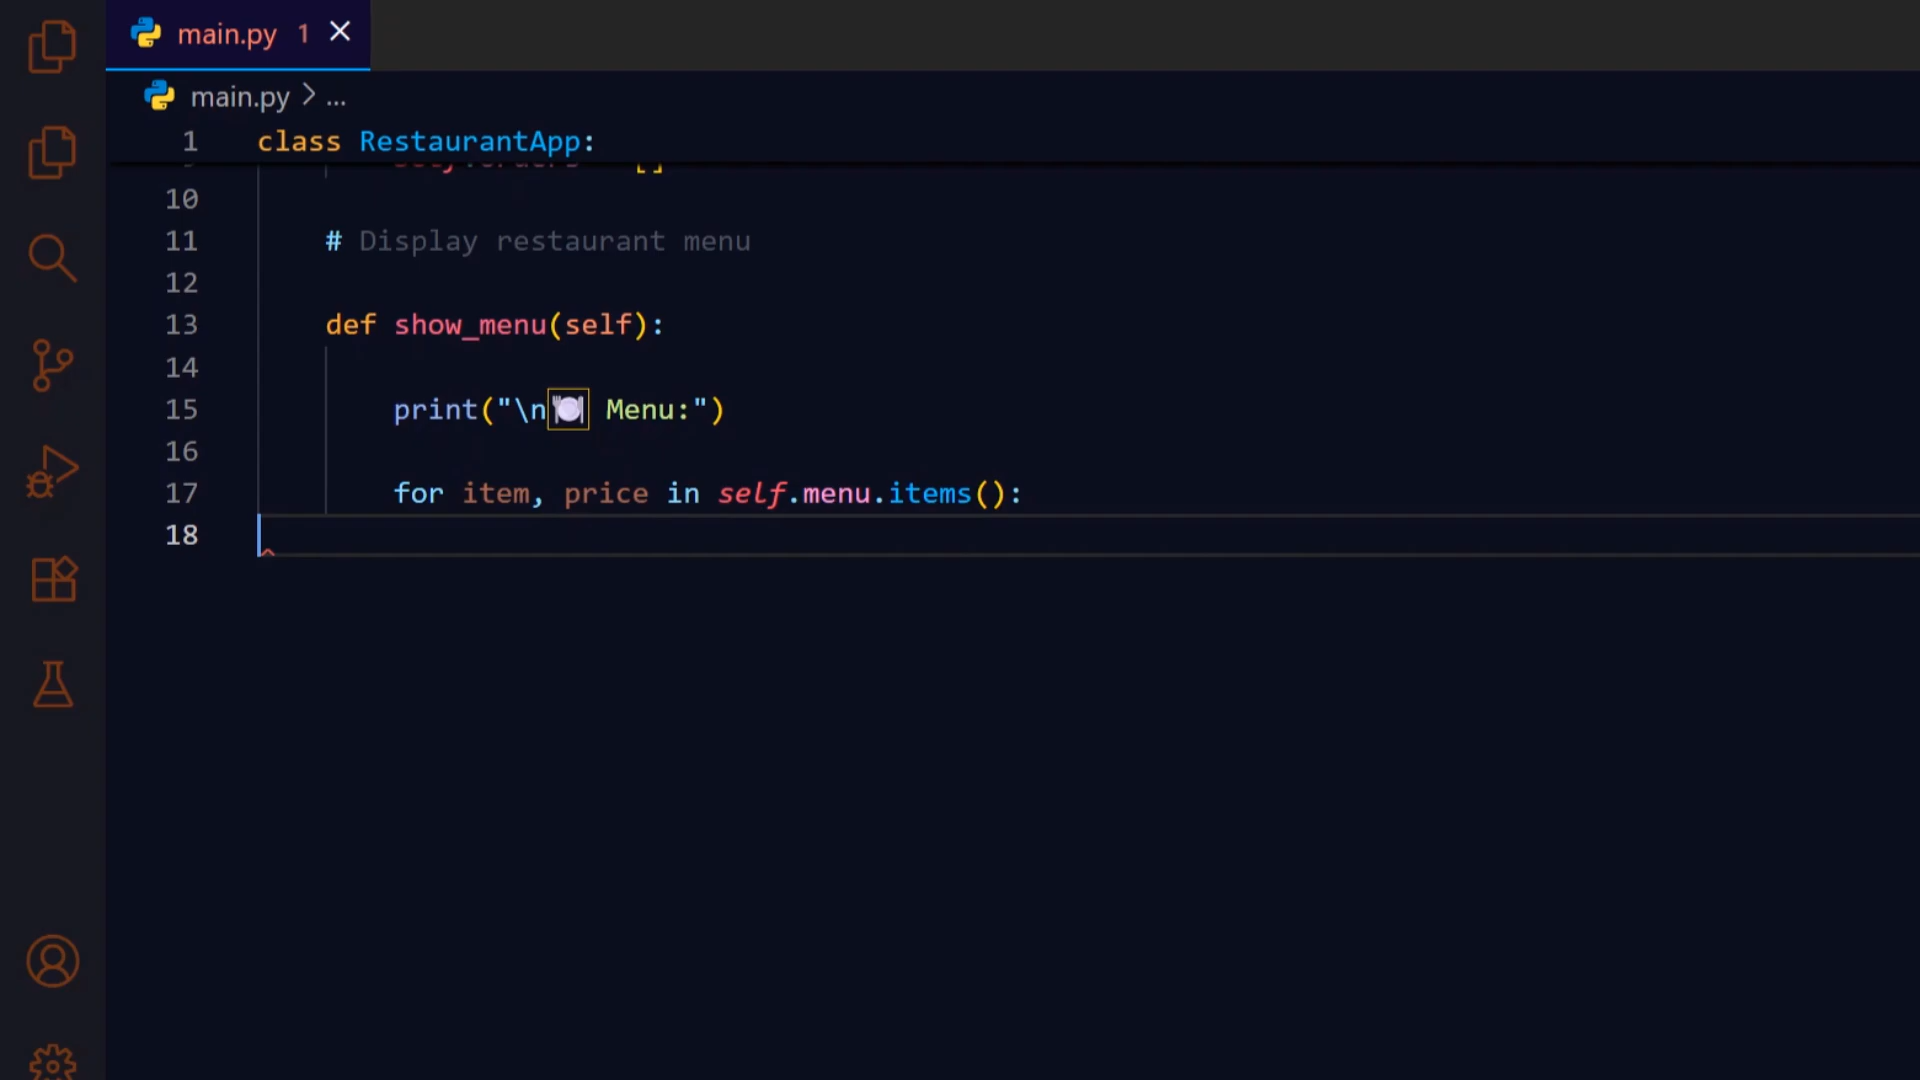 main.py 1
main.py > ...
1 class RestaurantApp:
10
11 # Display restaurant menu
12
13 def show_menu(self):
14
15 print("\n🍽 Menu:")
16
17 for item, price in self.menu.items():
18